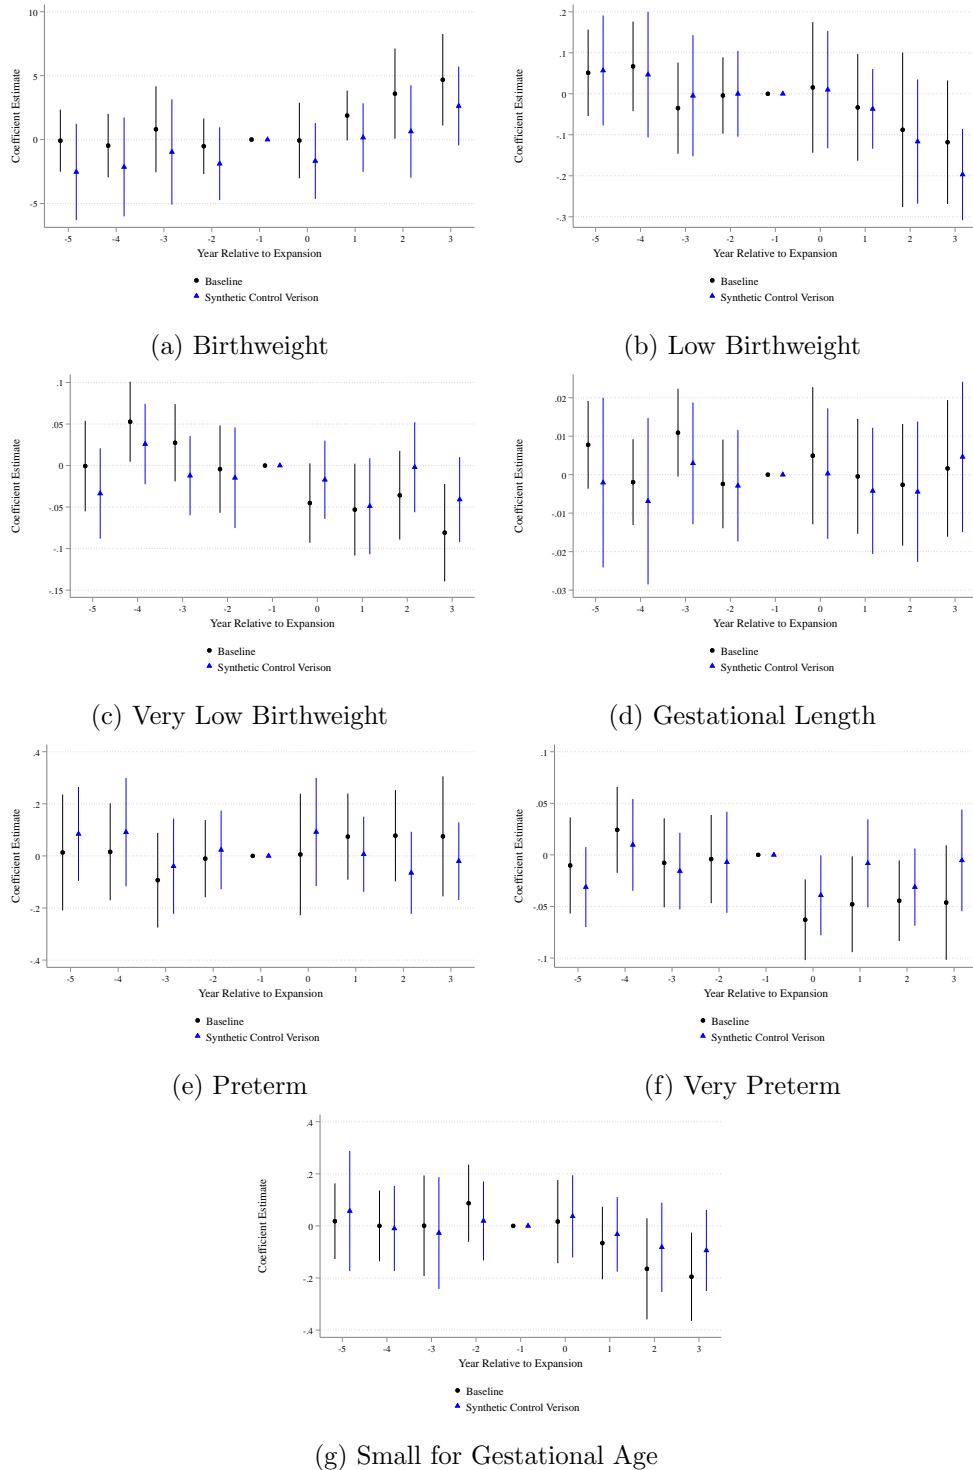 10
5
0
-5
Coefficient Estimate
-5 -4 -3 -2 -1 0 1 2 3
Year Relative to Expansion
Baseline
Synthetic Control Verison
(a) Birthweight
.2
.1
0
-.1
-.2
-.3
Coefficient Estimate
-5 -4 -3 -2 -1 0 1 2 3
Year Relative to Expansion
Baseline
Synthetic Control Verison
(b) Low Birthweight
.1
.05
0
-.05
-.1
-.15
Coefficient Estimate
-5 -4 -3 -2 -1 0 1 2 3
Year Relative to Expansion
Baseline
Synthetic Control Verison
(c) Very Low Birthweight
.02
.01
0
-.01
-.02
-.03
Coefficient Estimate
-5 -4 -3 -2 -1 0 1 2 3
Year Relative to Expansion
Baseline
Synthetic Control Verison
(d) Gestational Length
.4
.2
0
-.2
-.4
Coefficient Estimate
-5 -4 -3 -2 -1 0 1 2 3
Year Relative to Expansion
Baseline
Synthetic Control Verison
(e) Preterm
.1
.05
0
-.05
-.1
Coefficient Estimate
-5 -4 -3 -2 -1 0 1 2 3
Year Relative to Expansion
Baseline
Synthetic Control Verison
(f) Very Preterm
.4
.2
0
-.2
-.4
Coefficient Estimate
-5 -4 -3 -2 -1 0 1 2 3
Year Relative to Expansion
Baseline
Synthetic Control Verison
(g) Small for Gestational Age